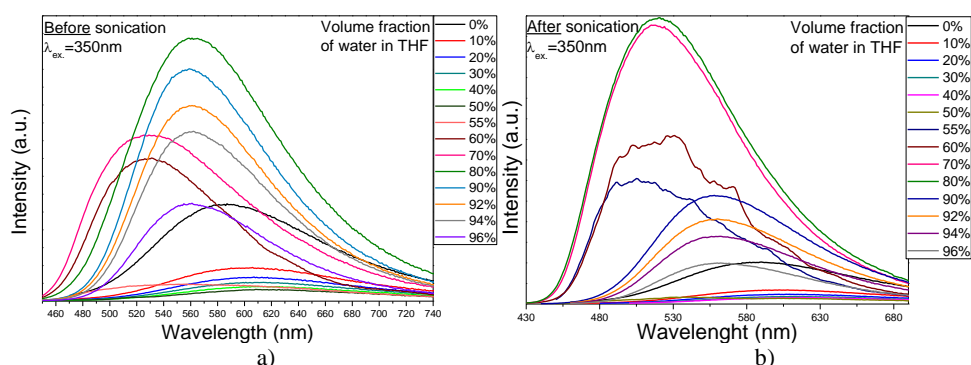 Before sonication
λex.=350nm
Volume fraction
of water in THF
0%
10%
20%
30%
40%
50%
55%
60%
70%
80%
90%
92%
94%
96%
Intensity (a.u.)
460 480 500 520 540 560 580 600 620 640 660 680 700 720 740
Wavelength (nm)
a)
After sonication
λex.=350nm
Volume fraction
of water in THF
0%
10%
20%
30%
40%
50%
55%
60%
70%
80%
90%
92%
94%
96%
Intensity (a.u.)
430 480 530 580 630 680
Wavelenght (nm)
b)